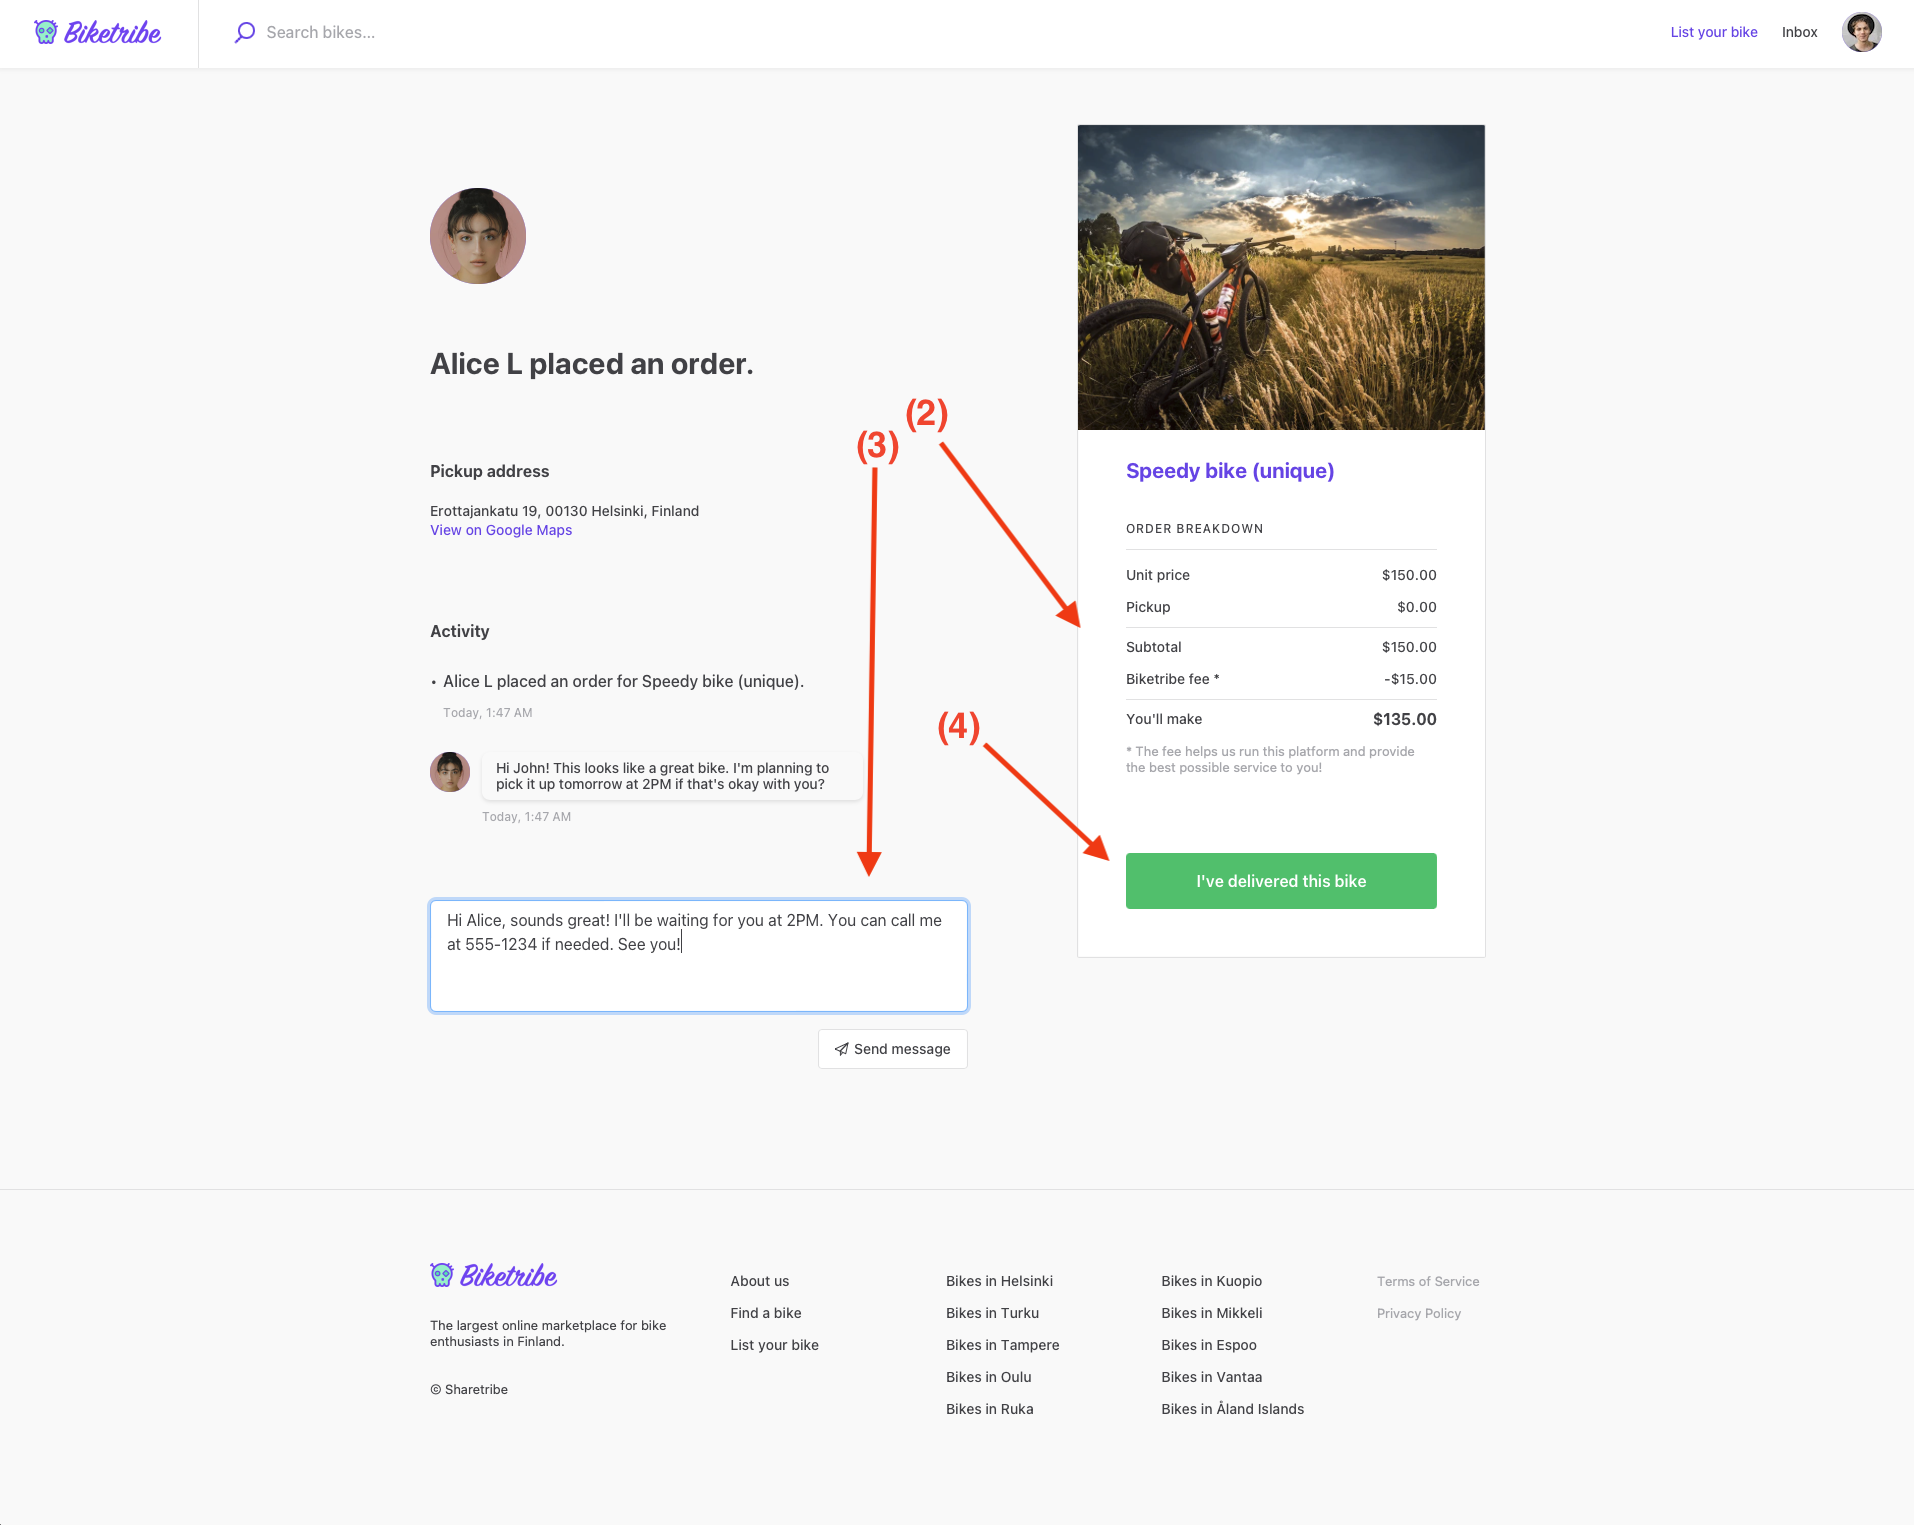 Biketribe
Search bikes...
List your bike
Inbox
Alice L placed an order.
(2)
(3)
Pickup address
Erottajankatu 19, 00130 Helsinki, Finland
View on Google Maps
Activity
• Alice L placed an order for Speedy bike (unique).
Today, 1:47 AM
Hi John! This looks like a great bike. I'm planning to
pick it up tomorrow at 2PM if that's okay with you?
Today, 1:47 AM
Hi Alice, sounds great! I'll be waiting for you at 2PM. You can call me
at 555-1234 if needed. See you!
Send message
Speedy bike (unique)
ORDER BREAKDOWN
Unit price $150.00
Pickup $0.00
Subtotal $150.00
Biketribe fee * -$15.00
You'll make $135.00
* The fee helps us run this platform and provide
the best possible service to you!
(4)
I've delivered this bike
Biketribe
The largest online marketplace for bike
enthusiasts in Finland.
© Sharetribe
About us
Find a bike
List your bike
Bikes in Helsinki
Bikes in Turku
Bikes in Tampere
Bikes in Oulu
Bikes in Ruka
Bikes in Kuopio
Bikes in Mikkeli
Bikes in Espoo
Bikes in Vantaa
Bikes in Åland Islands
Terms of Service
Privacy Policy